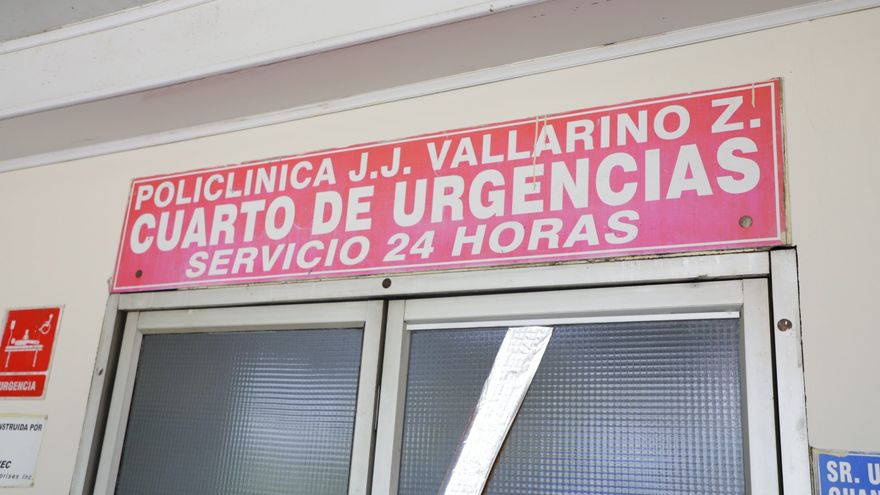 POLICLINICA J.J. VALLARINO Z.
CUARTO DE URGENCIAS
SERVICIO 24 HORAS
URGENCIA
SR. U